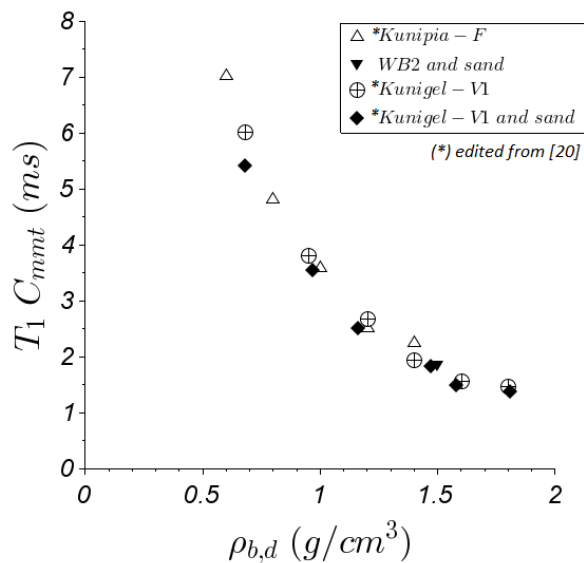 8
7
6
5
4
3
2
1
0
T₁ Cₘₘₜ (ms)
*Kunipia − F
WB2 and sand
*Kunigel − V1
*Kunigel − V1 and sand
(*) edited from [20]
0 0.5 1 1.5 2
ρ_{b,d} (g/cm³)